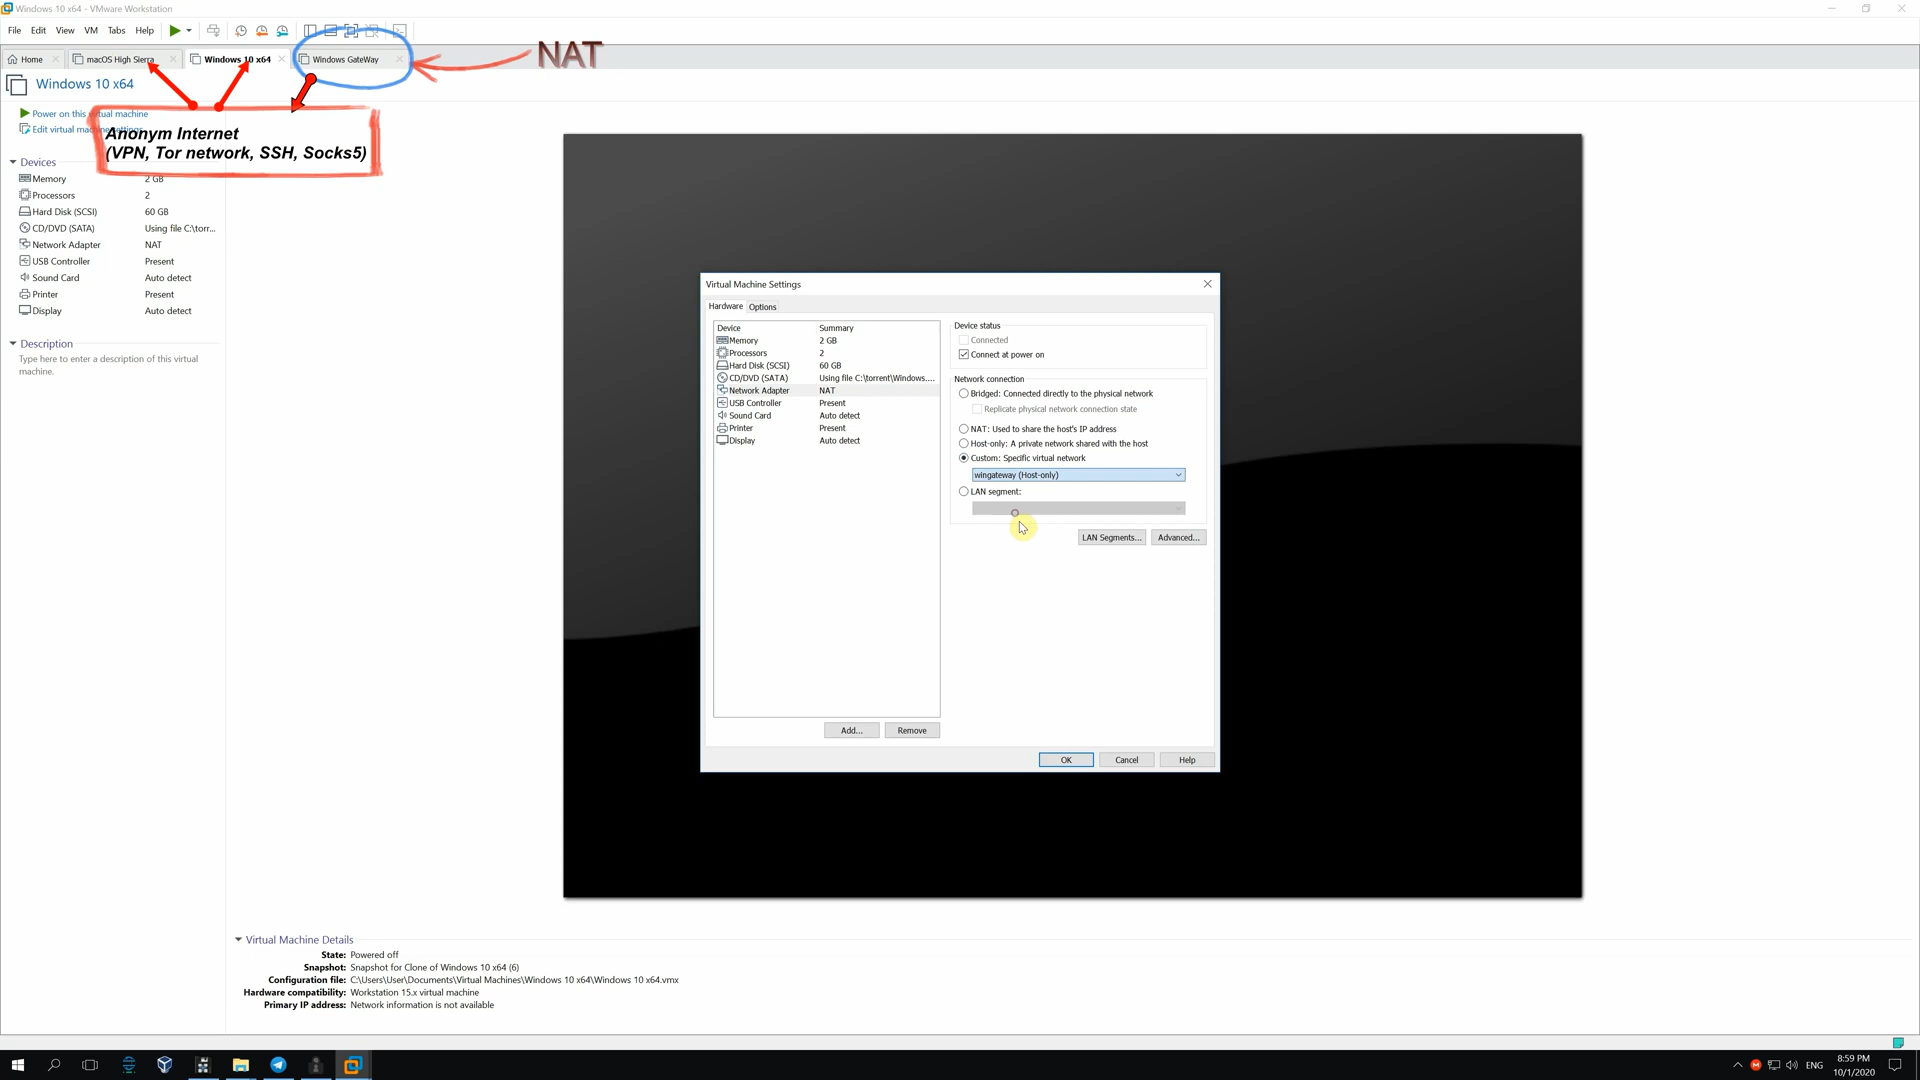 Windows 10 x64 - VMware Workstation
File Edit View VM Tabs Help
Home
macOS High Sierra
Windows 10 x64
Windows GateWay
NAT
Windows 10 x64
Power on this virtual machine
Edit virtual machine settings
Anonym Internet
(VPN, Tor network, SSH, Socks5)
Devices
Memory 2 GB
Processors 2
Hard Disk (SCSI) 60 GB
CD/DVD (SATA) Using file C:\torr...
Network Adapter NAT
USB Controller Present
Sound Card Auto detect
Printer Present
Display Auto detect
Description
Type here to enter a description of this virtual
machine.
Virtual Machine Settings
Hardware Options
Device Summary
Memory 2 GB
Processors 2
Hard Disk (SCSI) 60 GB
CD/DVD (SATA) Using file C:\torrent\Windows....
Network Adapter NAT
USB Controller Present
Sound Card Auto detect
Printer Present
Display Auto detect
Add... Remove
Device status
Connected
Connect at power on
Network connection
Bridged: Connected directly to the physical network
Replicate physical network connection state
NAT: Used to share the host's IP address
Host-only: A private network shared with the host
Custom: Specific virtual network
wingateway (Host-only)
LAN segment:
LAN Segments... Advanced...
OK Cancel Help
Virtual Machine Details
State: Powered off
Snapshot: Snapshot for Clone of Windows 10 x64 (6)
Configuration file: C:\Users\User\Documents\Virtual Machines\Windows 10 x64\Windows 10 x64.vmx
Hardware compatibility: Workstation 15.x virtual machine
Primary IP address: Network information is not available
ENG
8:59 PM
10/1/2020